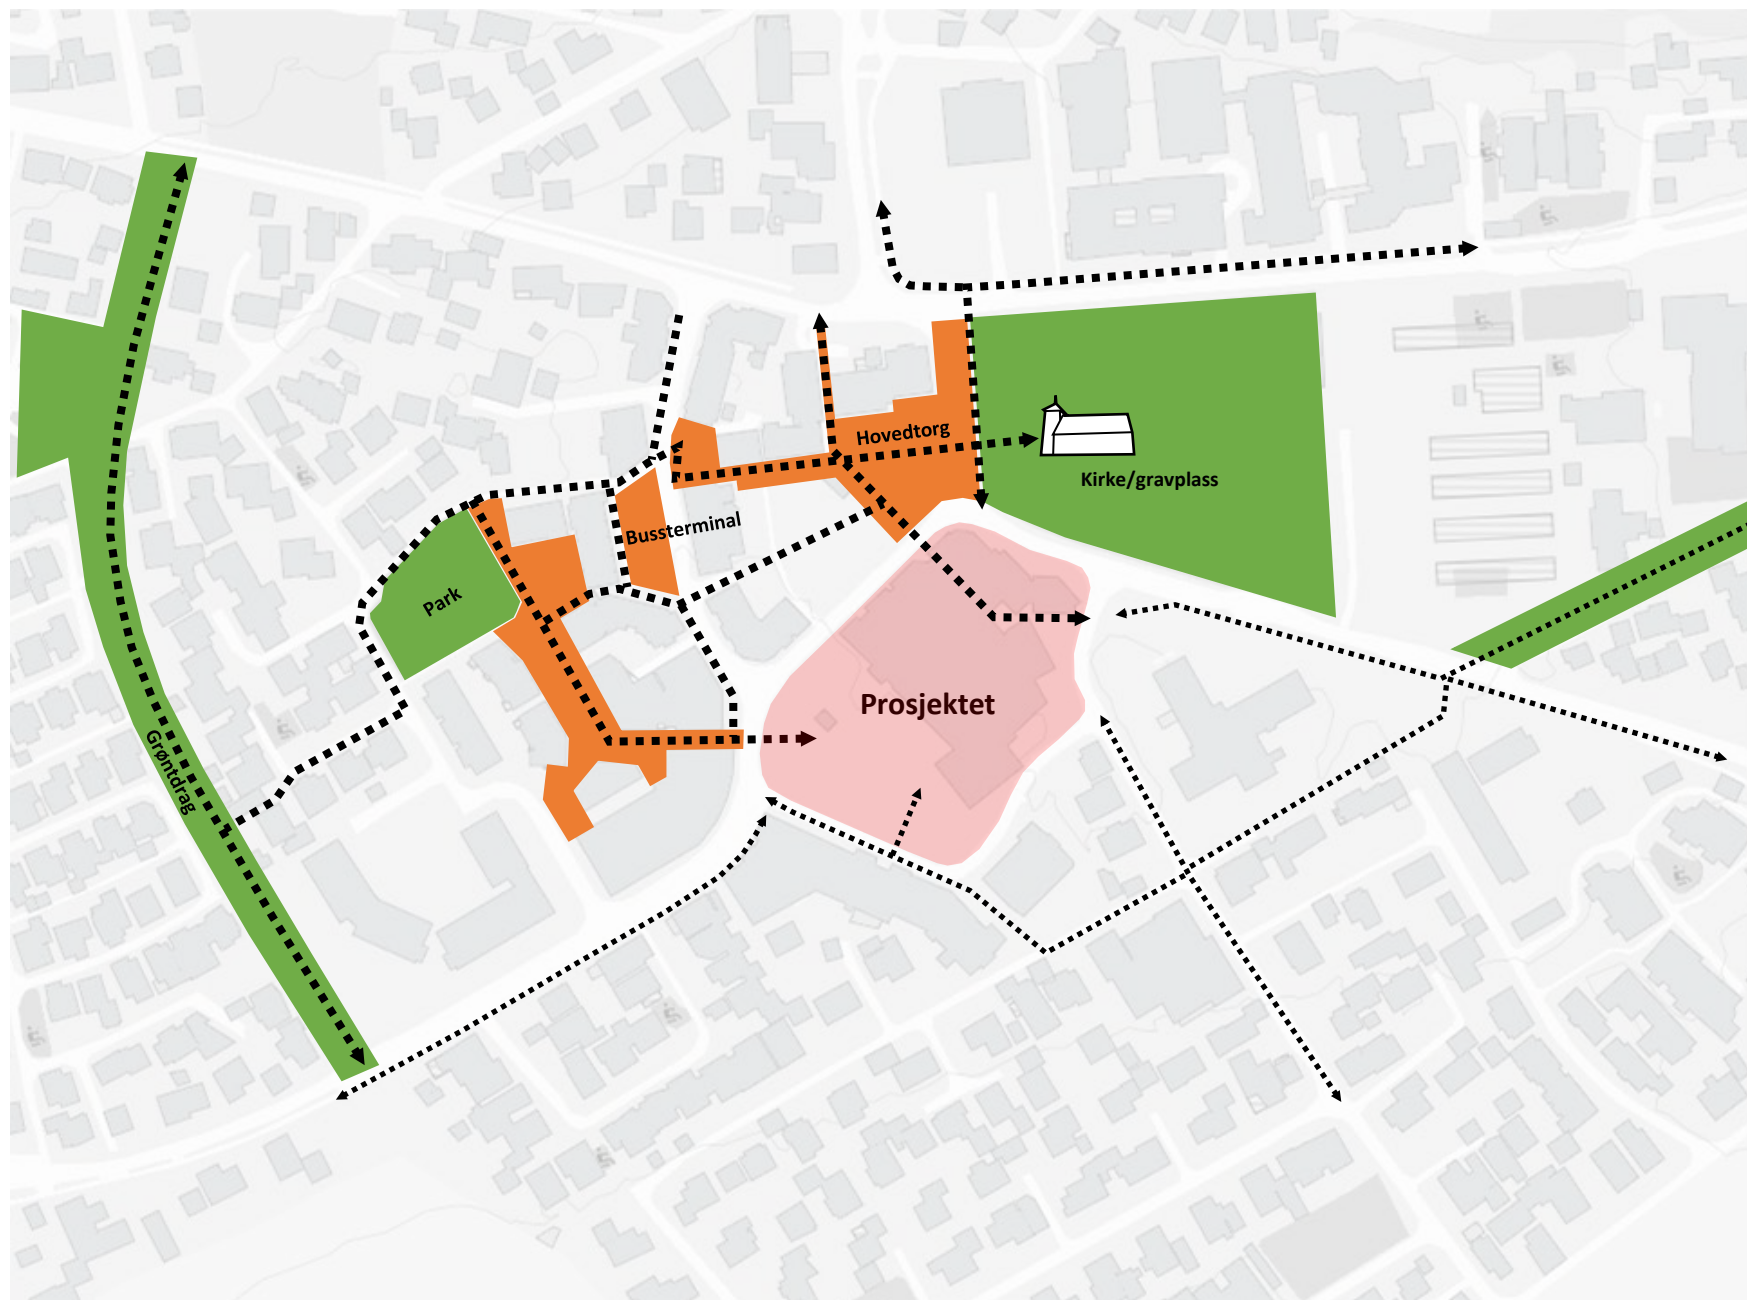 Hovedtorg
Kirke/gravplass
Bussterminal
Park
Prosjektet
Grøntdrag